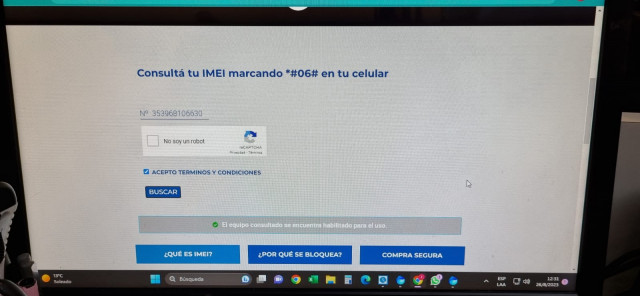 Consultá tu IMEI marcando *#06# en tu celular
Nº 353968106630
No soy un robot
reCAPTCHA
Privacidad - Términos
ACEPTO TERMINOS Y CONDICIONES
BUSCAR
El equipo consultado se encuentra habilitado para el uso.
¿QUÉ ES IMEI?
¿POR QUÉ SE BLOQUEA?
COMPRA SEGURA
13°C
Soleado
Búsqueda
ESP
LAA
12:31
26/8/2023